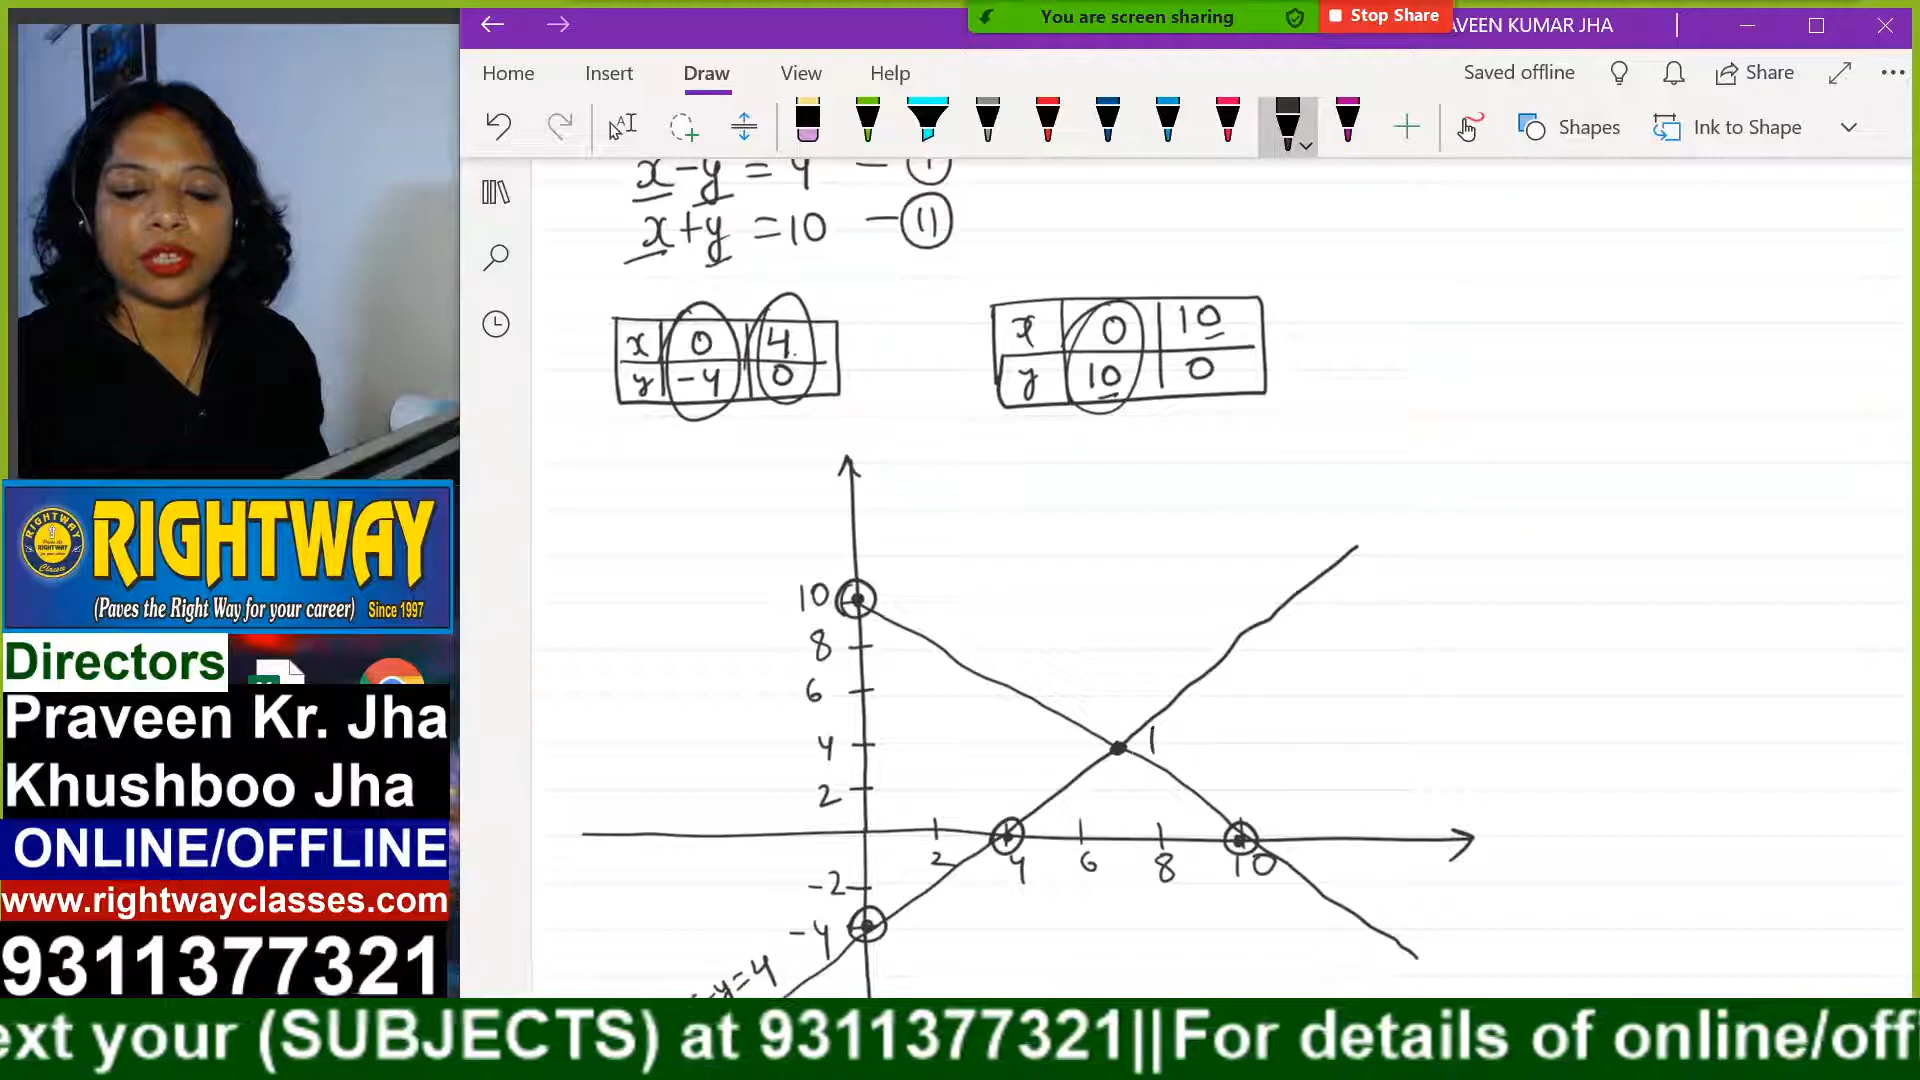 You are screen sharing
Stop Share
AVEEN KUMAR JHA
Home Insert Draw View Help
Saved offline
Share
Shapes
Ink to Shape
x-y = 4 - (I)
x+y = 10 - (II)
x 0 4
y -4 0
x 0 10
y 10 0
10
8
6
4
2
2 4 6 8 10
-2
-4
-y=4
RIGHTWAY
(Paves the Right Way for your career) Since 1997
Directors
Praveen Kr. Jha
Khushboo Jha
ONLINE/OFFLINE
www.rightwayclasses.com
9311377321
ext your (SUBJECTS) at 9311377321||For details of online/offl